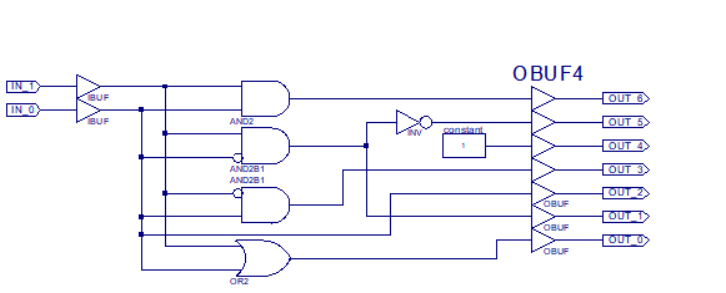 OBUF4
IN_1
IBUF
IN_0
IBUF
AND2
AND2B1
AND2B1
OR2
INV
constant
1
OBUF
OBUF
OUT_6
OUT_5
OUT_4
OUT_3
OUT_2
OUT_1
OUT_0